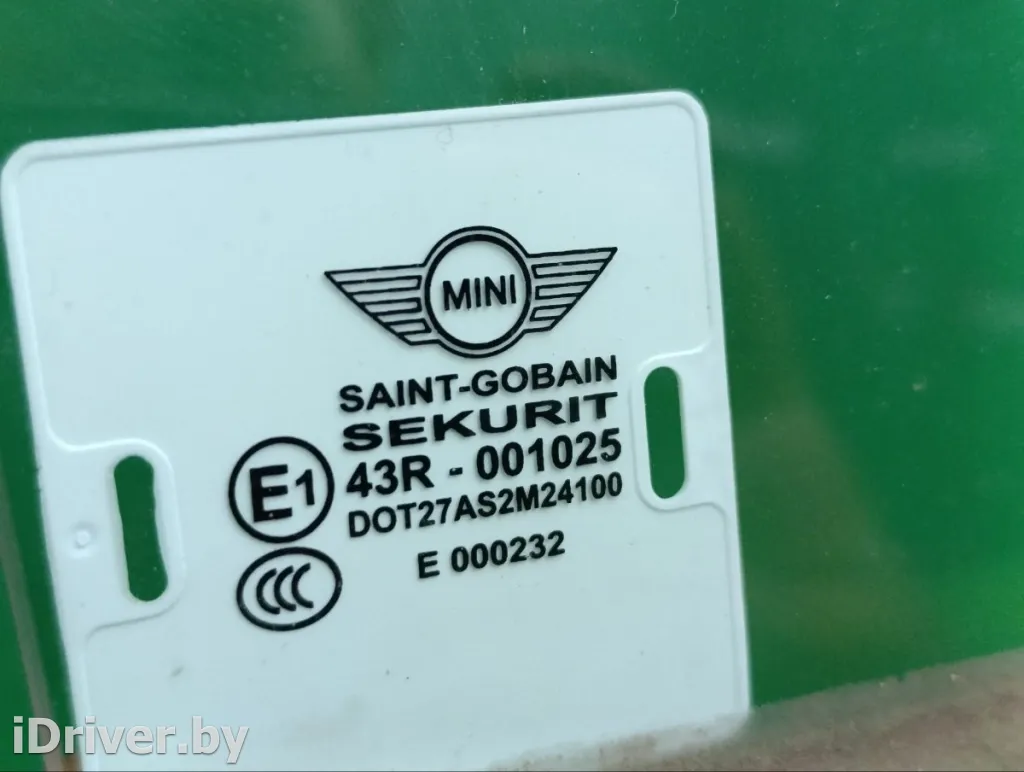 MINI
SAINT-GOBAIN
SEKURIT
E1 43R - 001025
DOT27AS2M24100
CCC E 000232
iDriver.by